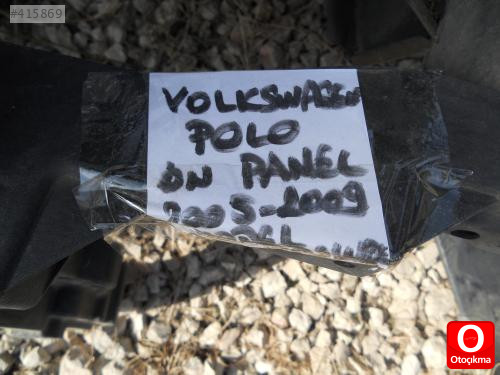 #415869
VOLKSWAGEN
POLO
ÖN PANEL
2005-2009
O
Otoçıkma